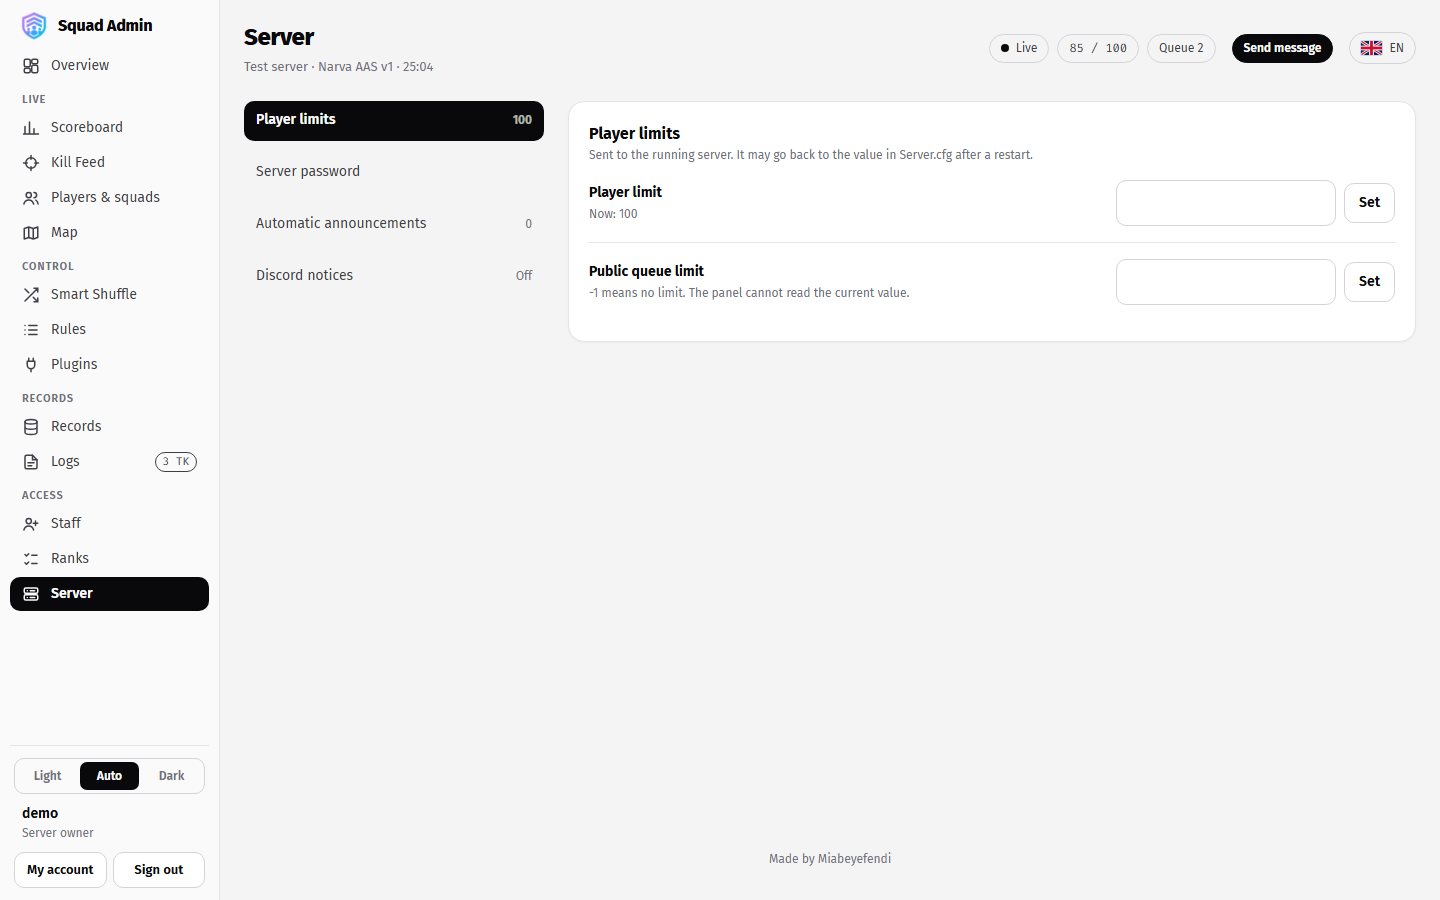 Squad Admin
Overview
LIVE
Scoreboard
Kill Feed
Players & squads
Map
CONTROL
Smart Shuffle
Rules
Plugins
RECORDS
Records
Logs
3 TK
ACCESS
Staff
Ranks
Server
Light Auto Dark
demo
Server owner
My account Sign out
Server
Test server · Narva AAS v1 · 25:04
Live
85 / 100
Queue 2
Send message
EN
Player limits 100
Server password
Automatic announcements 0
Discord notices Off
Player limits
Sent to the running server. It may go back to the value in Server.cfg after a restart.
Player limit
Now: 100
Set
Public queue limit
-1 means no limit. The panel cannot read the current value.
Set
Made by Miabeyefendi